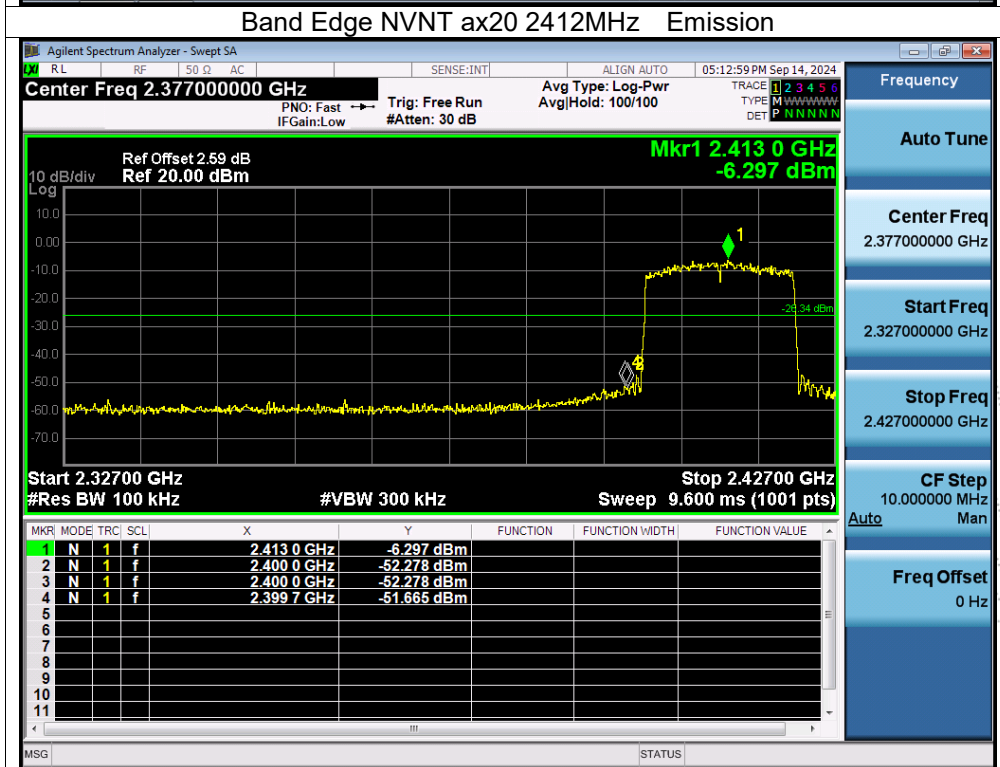 Band Edge NVNT ax20 2412MHz Emission
Agilent Spectrum Analyzer - Swept SA
LXI RL RF 50 Ω AC SENSE:INT ALIGN AUTO 05:12:59 PM Sep 14, 2024
Center Freq 2.377000000 GHz
PNO: Fast
IFGain:Low
Trig: Free Run
#Atten: 30 dB
Avg Type: Log-Pwr
Avg|Hold: 100/100
TRACE 1 2 3 4 5 6
TYPE M WWWWW
DET P N N N N N
Mkr1 2.413 0 GHz
-6.297 dBm
Ref Offset 2.59 dB
10 dB/div Ref 20.00 dBm
Log
10.0
0.00
-10.0
-20.0
-30.0
-40.0
-50.0
-60.0
-70.0
1
-26.34 dBm
Start 2.32700 GHz Stop 2.42700 GHz
#Res BW 100 kHz #VBW 300 kHz Sweep 9.600 ms (1001 pts)
MKR MODE TRC SCL X Y FUNCTION FUNCTION WIDTH FUNCTION VALUE
1 N 1 f 2.413 0 GHz -6.297 dBm
2 N 1 f 2.400 0 GHz -52.278 dBm
3 N 1 f 2.400 0 GHz -52.278 dBm
4 N 1 f 2.399 7 GHz -51.665 dBm
5
6
7
8
9
10
11
MSG STATUS
Frequency
Auto Tune
Center Freq
2.377000000 GHz
Start Freq
2.327000000 GHz
Stop Freq
2.427000000 GHz
CF Step
10.000000 MHz
Auto Man
Freq Offset
0 Hz